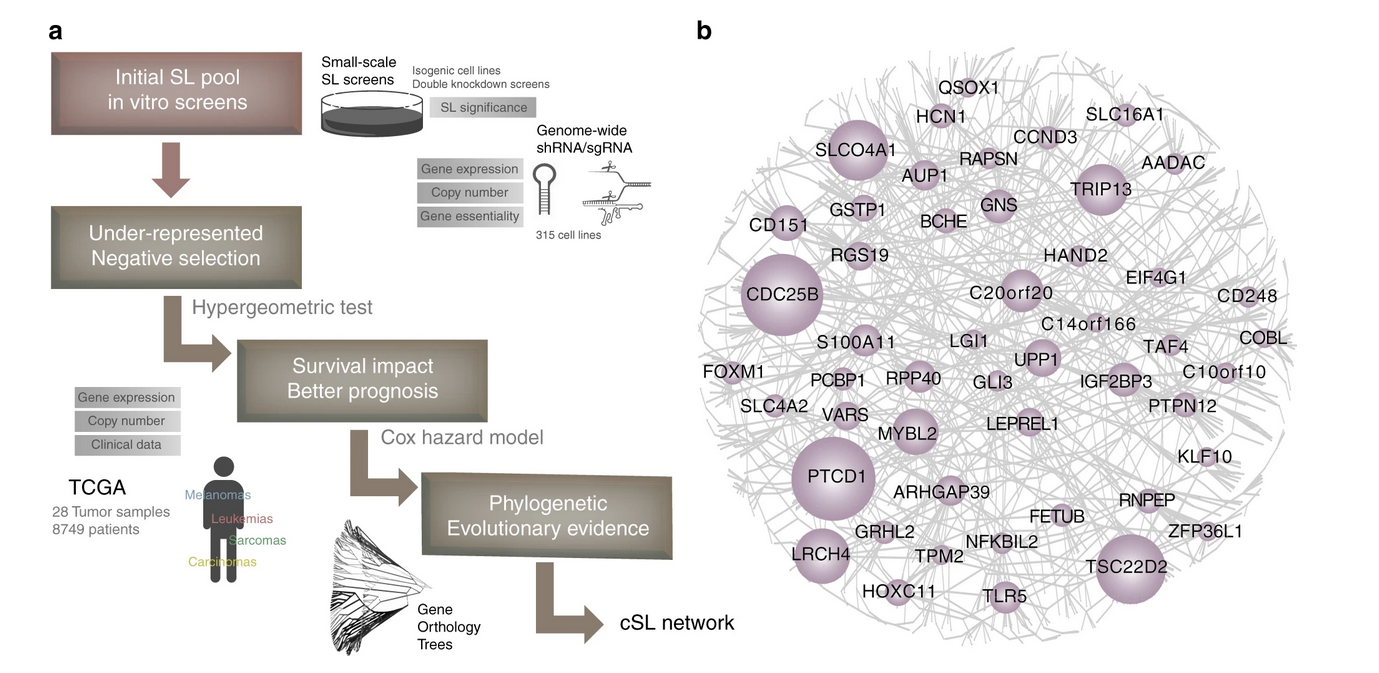 a
Initial SL pool
in vitro screens
Small-scale
SL screens
Isogenic cell lines
Double knockdown screens
SL significance
Genome-wide
shRNA/sgRNA
Gene expression
Copy number
Gene essentiality
315 cell lines
Under-represented
Negative selection
Hypergeometric test
Survival impact
Better prognosis
Gene expression
Copy number
Clinical data
TCGA
28 Tumor samples
8749 patients
Melanomas
Leukemias
Sarcomas
Carcinomas
Cox hazard model
Phylogenetic
Evolutionary evidence
Gene
Orthology
Trees
cSL network
b
QSOX1
HCN1
SLC16A1
CCND3
SLCO4A1
RAPSN
AADAC
AUP1
TRIP13
GSTP1
GNS
CD151
BCHE
RGS19
HAND2
EIF4G1
CDC25B
C20orf20
CD248
C14orf166
S100A11
LGI1
COBL
TAF4
UPP1
FOXM1
PCBP1
RPP40
GLI3
IGF2BP3
C10orf10
SLC4A2
VARS
PTPN12
MYBL2
LEPREL1
KLF10
PTCD1
ARHGAP39
RNPEP
FETUB
GRHL2
NFKBIL2
ZFP36L1
LRCH4
TPM2
TSC22D2
HOXC11
TLR5